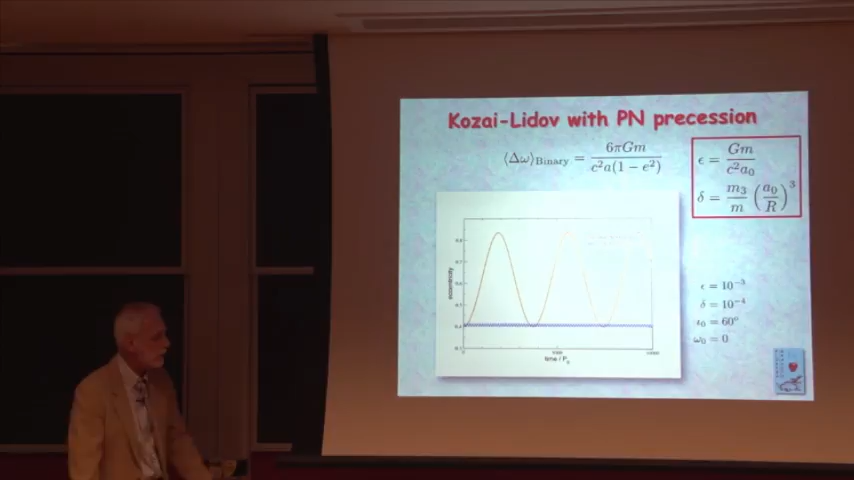 Kozai-Lidov with PN precession
⟨Δω⟩Binary = 6πGm / c²a(1 − e²)
ϵ = Gm / c²a₀
δ = m₃/m (a₀/R)³
eccentricity
time / P
ϵ = 10⁻³
δ = 10⁻⁴
ι₀ = 60°
ω₀ = 0